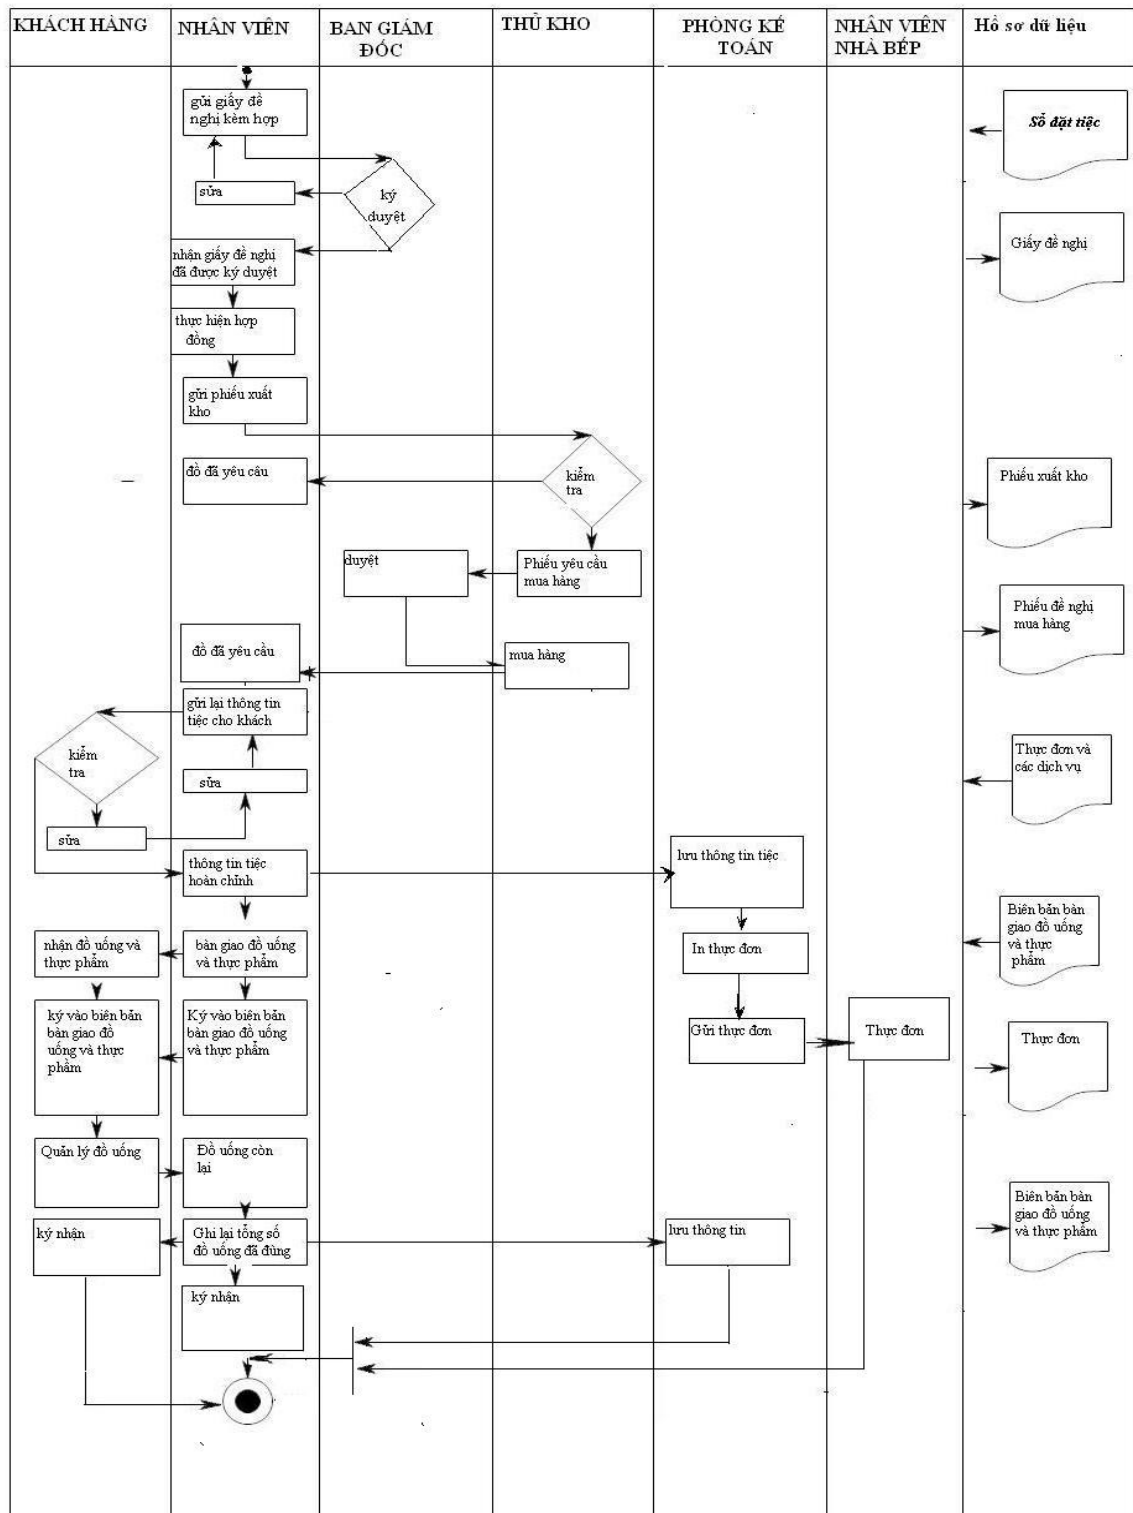 KHÁCH HÀNG
NHÂN VIÊN
BAN GIÁM
ĐỐC
THỦ KHO
PHÒNG KẾ
TOÁN
NHÂN VIÊN
NHÀ BẾP
Hồ sơ dữ liệu
gửi giấy đề
nghị kèm hợp
Sổ đặt tiệc
sửa
ký
duyệt
Giấy đề nghị
nhận giấy đề nghị
đã được ký duyệt
thực hiện hợp
đồng
gửi phiếu xuất
kho
đồ đã yêu câu
kiểm
tra
Phiếu xuất kho
duyệt
Phiếu yêu cầu
mua hàng
Phiếu đề nghị
mua hàng
đồ đã yêu cầu
mua hàng
gửi lại thông tin
tiệc cho khách
kiểm
tra
sửa
Thực đơn và
các dịch vụ
sửa
thông tin tiệc
hoàn chỉnh
lưu thông tin tiệc
nhận đồ uống và
thực phẩm
bàn giao đồ uống
và thực phẩm
In thực đơn
Biên bản bàn
giao đồ uống
và thực
phẩm
ký vào biên bản
bàn giao đồ
uống và thực
phẩm
Ký vào biên bản
bàn giao đồ uống
và thực phẩm
Gửi thực đơn
Thực đơn
Thực đơn
Quản lý đồ uống
Đồ uống còn
lại
Biên bản bàn
giao đồ uống
và thực phẩm
ký nhận
Ghi lại tổng số
đồ uống đã dùng
lưu thông tin
ký nhận